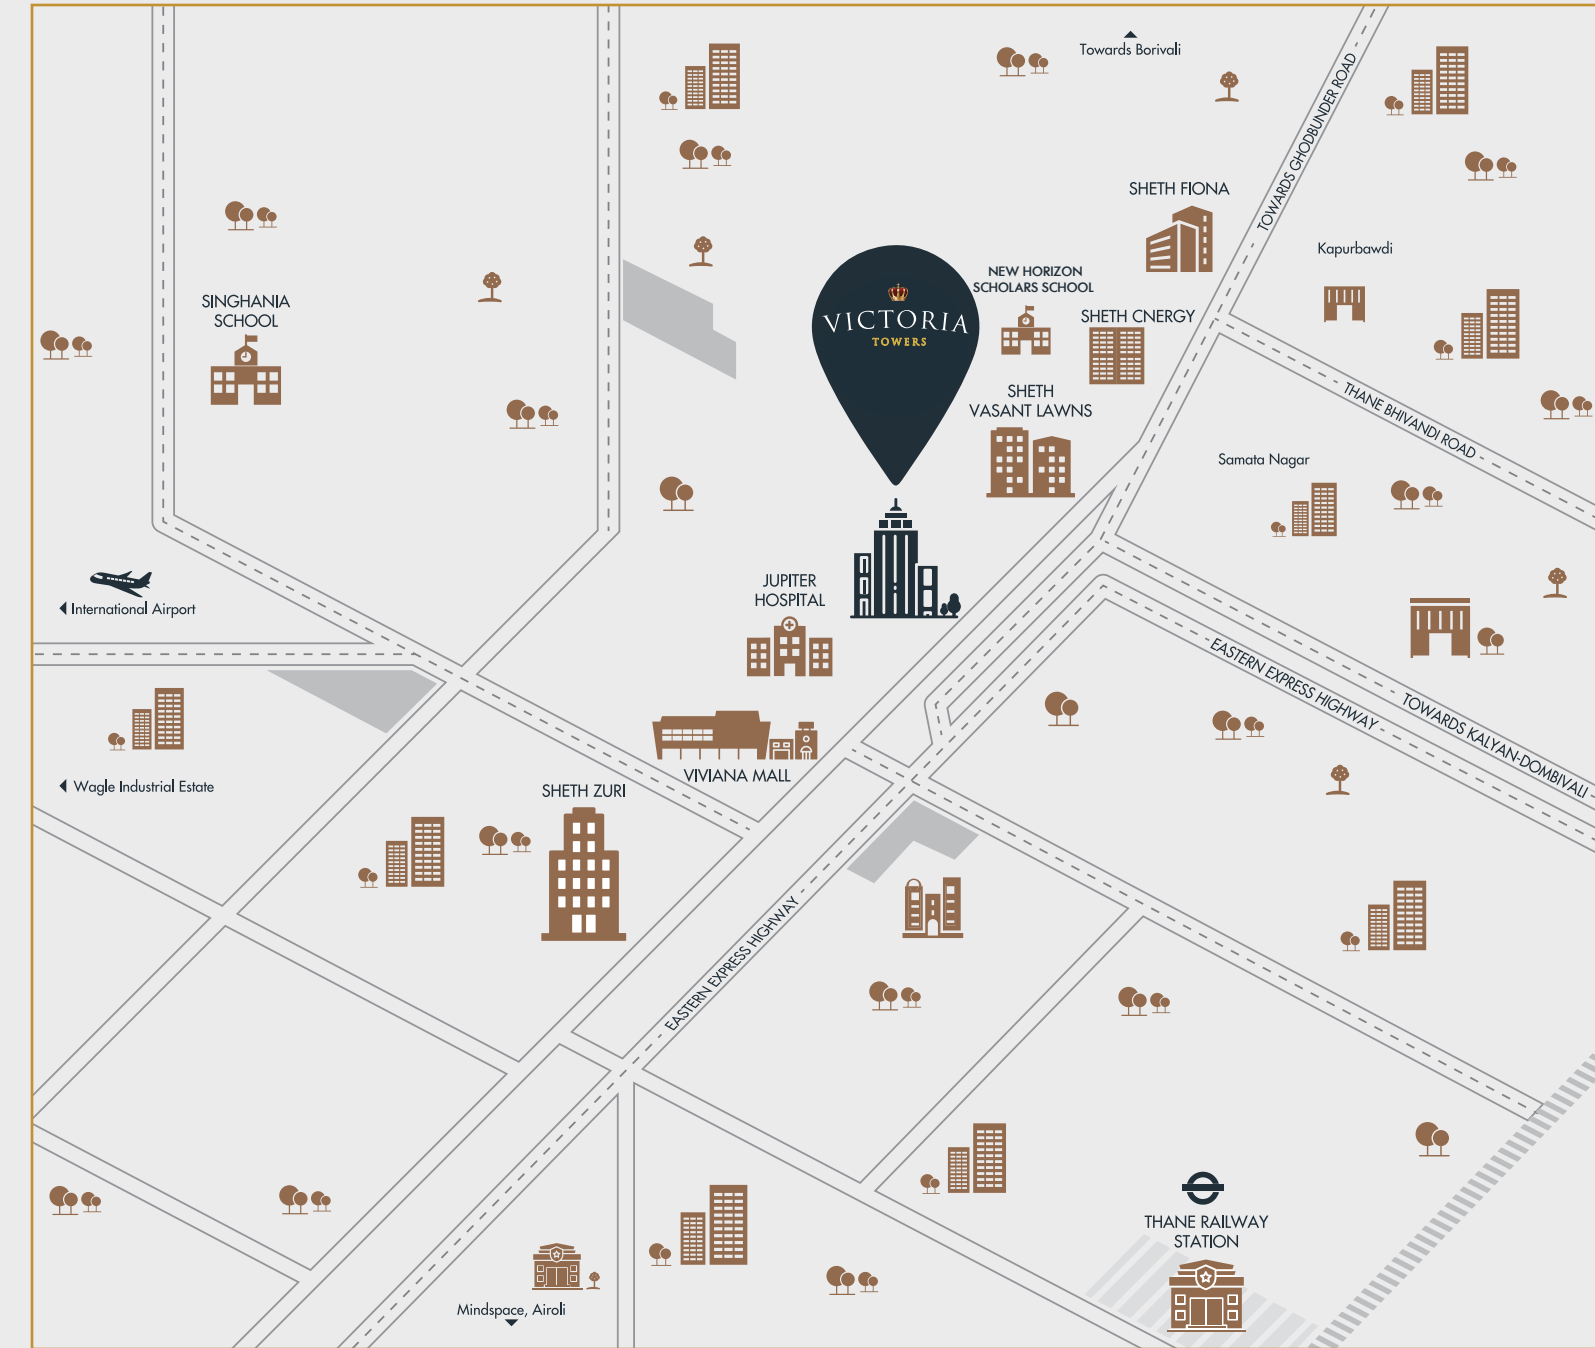 Towards Borivali
TOWARDS GHODBUNDER ROAD
SHETH FIONA
Kapurbawdi
NEW HORIZON
SCHOLARS SCHOOL
VICTORIA
TOWERS
SINGHANIA
SCHOOL
SHETH CNERGY
SHETH
VASANT LAWNS
THANE BHIVANDI ROAD
Samata Nagar
International Airport
JUPITER
HOSPITAL
EASTERN EXPRESS HIGHWAY
TOWARDS KALYAN-DOMBIVALI
VIVIANA MALL
Wagle Industrial Estate
SHETH ZURI
EASTERN EXPRESS HIGHWAY
THANE RAILWAY
STATION
Mindspace, Airoli